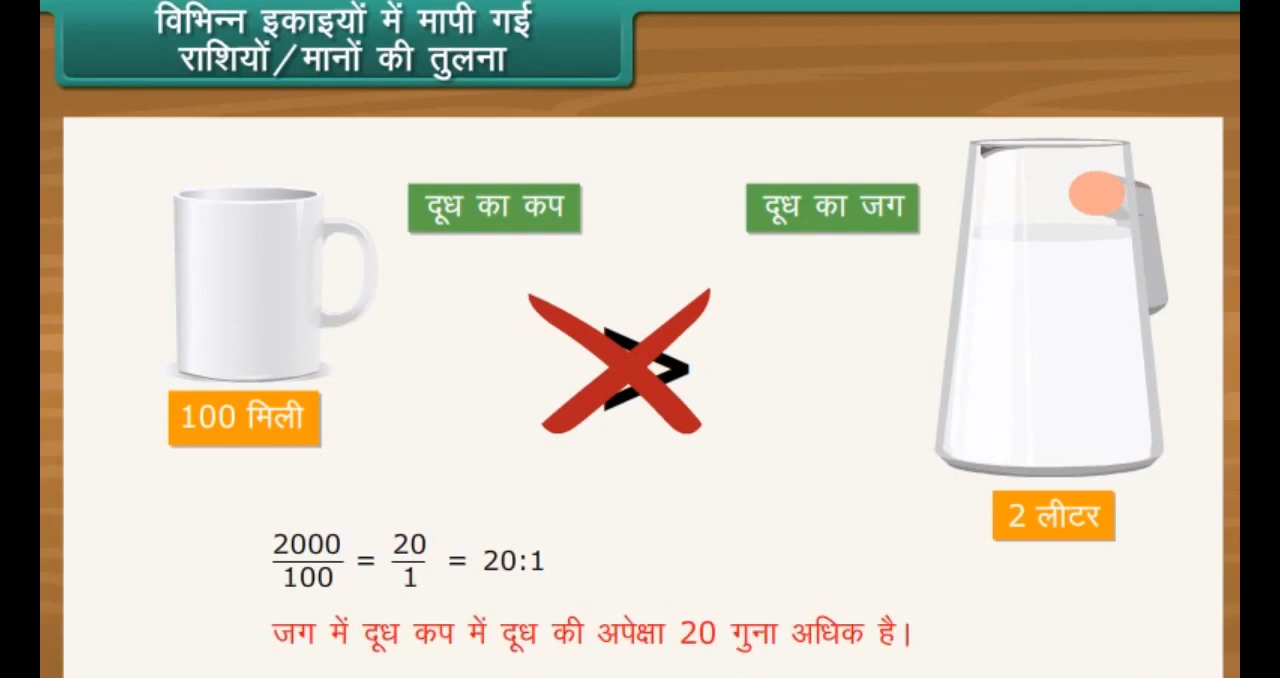 विभिन्न इकाइयों में मापी गई
राशियों/मानों की तुलना
दूध का कप
दूध का जग
>
100 मिली
2 लीटर
2000/100 = 20/1 = 20:1
जग में दूध कप में दूध की अपेक्षा 20 गुना अधिक है।